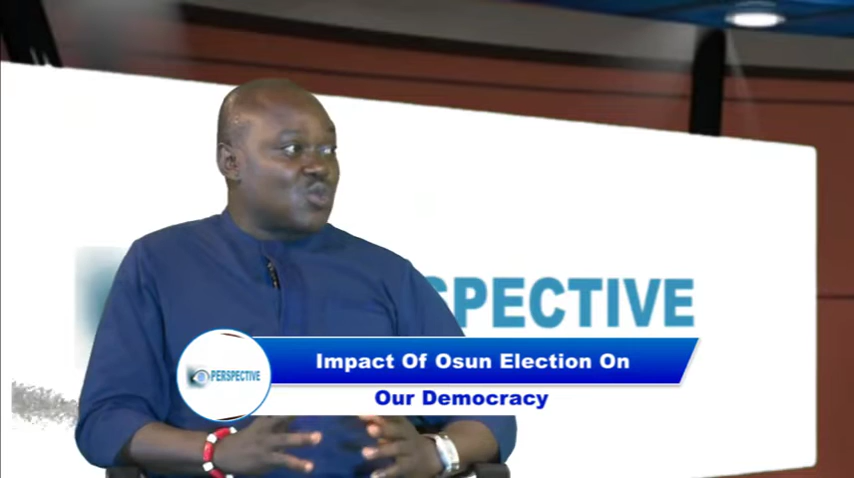 SPECTIVE
Impact Of Osun Election On
PERSPECTIVE
Our Democracy